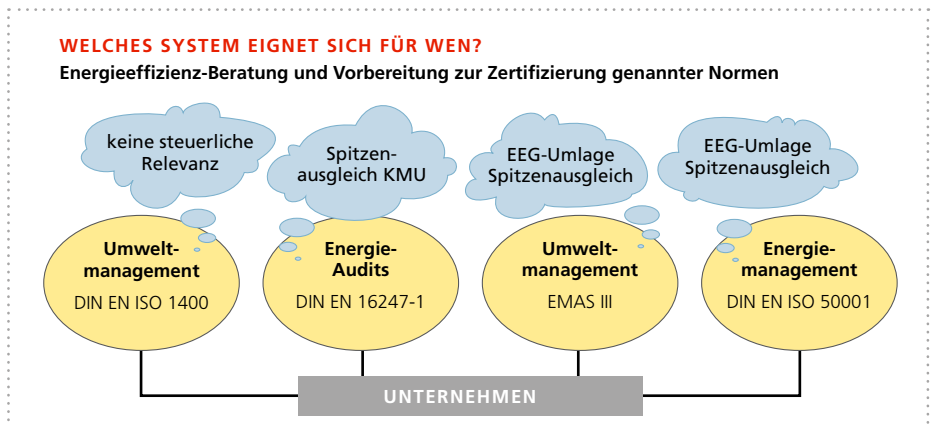 WELCHES SYSTEM EIGNET SICH FÜR WEN?
Energieeffizienz-Beratung und Vorbereitung zur Zertifizierung genannter Normen
keine steuerliche
Relevanz
Spitzen-
ausgleich KMU
EEG-Umlage
Spitzenausgleich
EEG-Umlage
Spitzenausgleich
Umwelt-
management
DIN EN ISO 1400
Energie-
Audits
DIN EN 16247-1
Umwelt-
management
EMAS III
Energie-
management
DIN EN ISO 50001
UNTERNEHMEN